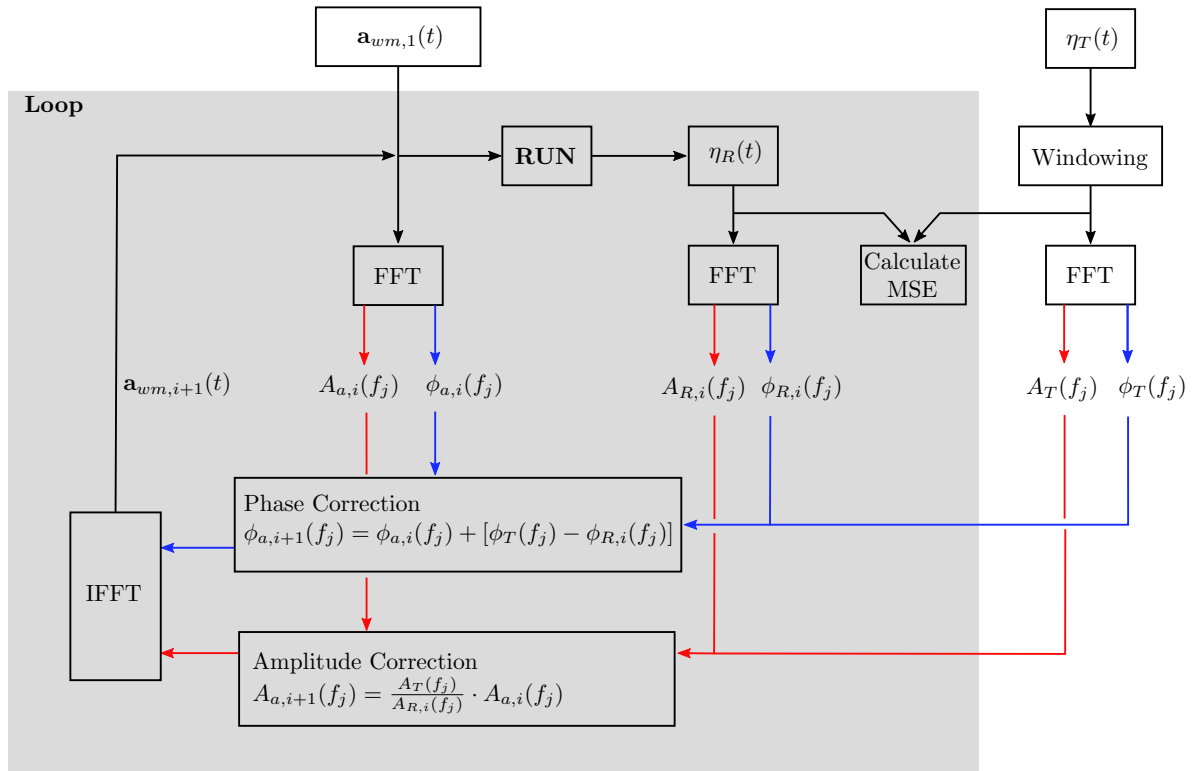 𝐚_{wm,1}(t)
η_T(t)
Loop
RUN
η_R(t)
Windowing
FFT
FFT
Calculate
MSE
FFT
𝐚_{wm,i+1}(t)
A_{a,i}(f_j)
ϕ_{a,i}(f_j)
A_{R,i}(f_j)
ϕ_{R,i}(f_j)
A_T(f_j)
ϕ_T(f_j)
Phase Correction
ϕ_{a,i+1}(f_j) = ϕ_{a,i}(f_j) + [ϕ_T(f_j) − ϕ_{R,i}(f_j)]
IFFT
Amplitude Correction
A_{a,i+1}(f_j) = \frac{A_T(f_j)}{A_{R,i}(f_j)} · A_{a,i}(f_j)